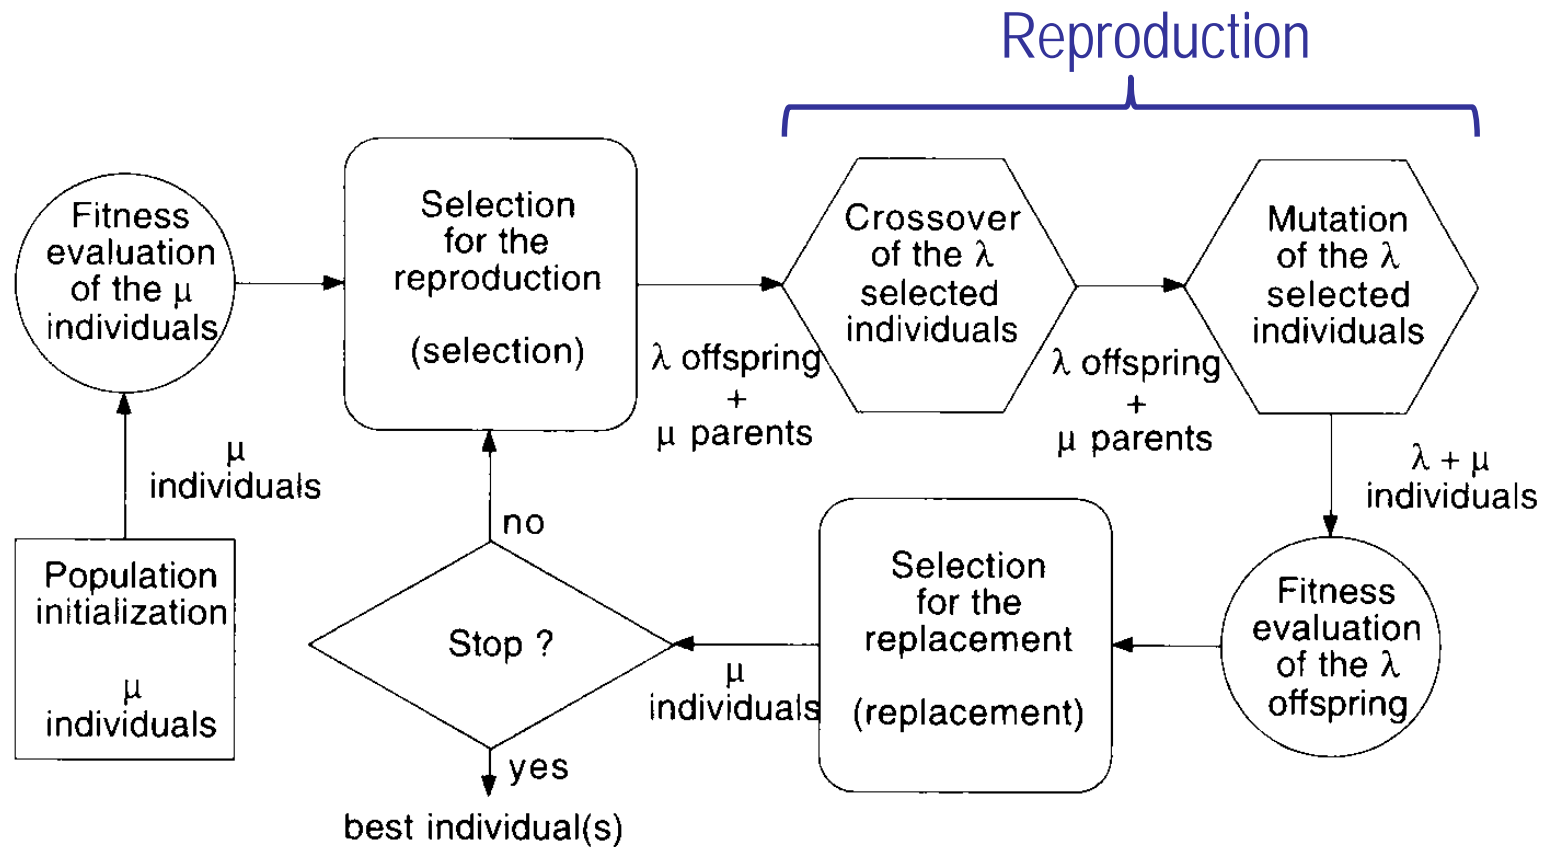 Reproduction
Fitness
evaluation
of the μ
individuals
Selection
for the
reproduction
(selection)
Crossover
of the λ
selected
individuals
Mutation
of the λ
selected
individuals
λ offspring
+
μ parents
λ offspring
+
μ parents
μ
individuals
λ + μ
individuals
no
Population
initialization
μ
individuals
Stop ?
μ
individuals
Selection
for the
replacement
(replacement)
Fitness
evaluation
of the λ
offspring
yes
best individual(s)